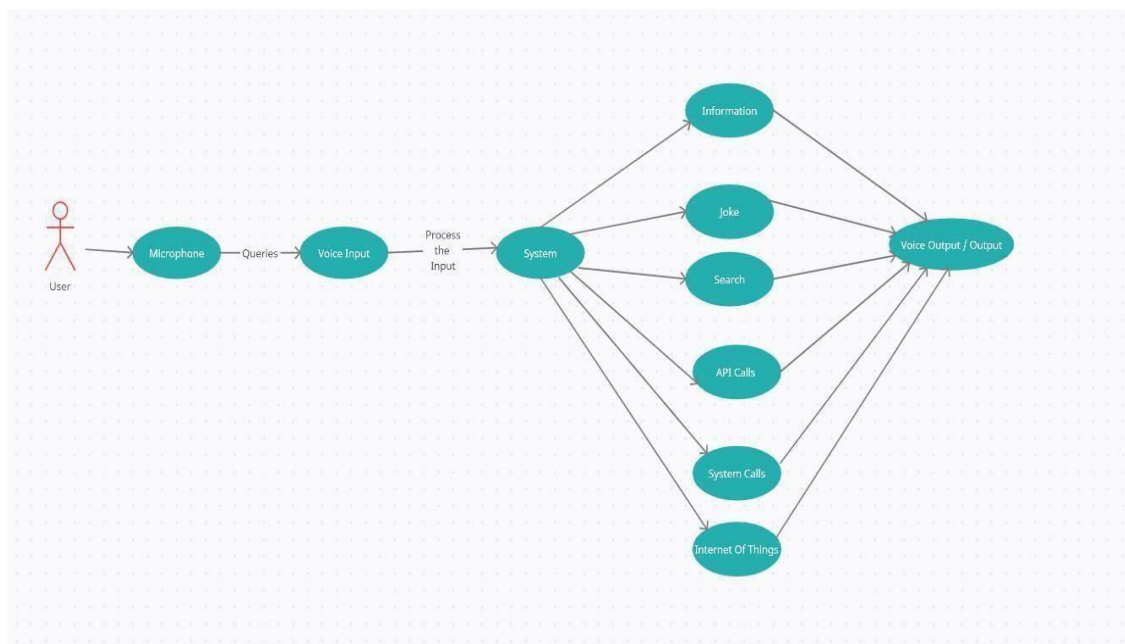 User
Microphone
Queries
Voice Input
Process
the
Input
System
Information
Joke
Search
API Calls
System Calls
Internet Of Things
Voice Output / Output